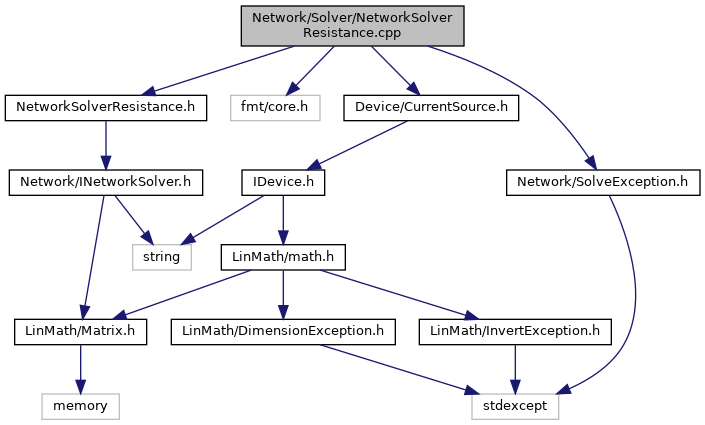 Network/Solver/NetworkSolver
Resistance.cpp
NetworkSolverResistance.h
fmt/core.h
Device/CurrentSource.h
Network/INetworkSolver.h
IDevice.h
Network/SolveException.h
string
LinMath/math.h
LinMath/Matrix.h
LinMath/DimensionException.h
LinMath/InvertException.h
memory
stdexcept